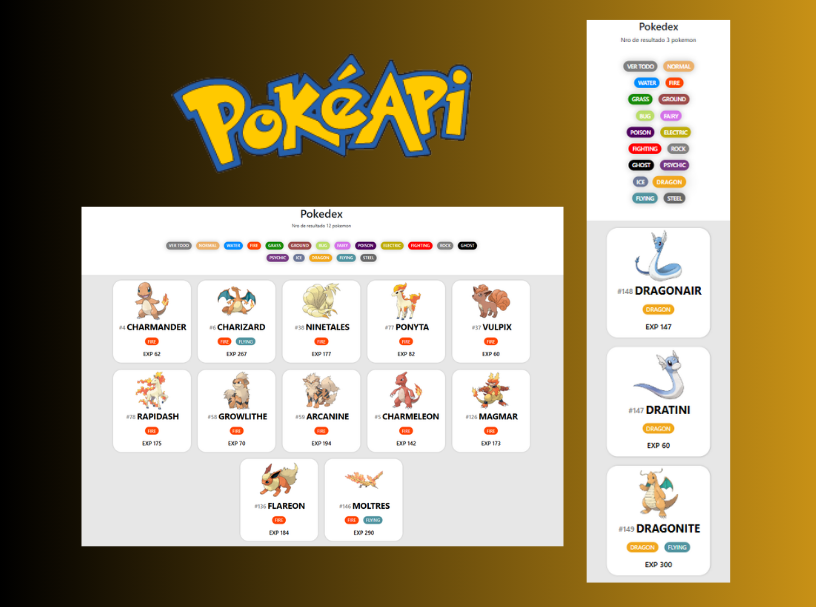 PokéApi
Pokedex
Nro de resultado 12 pokemon
VER TODO NORMAL WATER FIRE GRASS GROUND BUG FAIRY POISON ELECTRIC FIGHTING ROCK GHOST
PSYCHIC ICE DRAGON FLYING STEEL
#4 CHARMANDER #6 CHARIZARD #38 NINETALES #77 PONYTA #37 VULPIX
FIRE FIRE FLYING FIRE FIRE FIRE
EXP 62 EXP 267 EXP 177 EXP 82 EXP 60
#78 RAPIDASH #58 GROWLITHE #59 ARCANINE #5 CHARMELEON #126 MAGMAR
FIRE FIRE FIRE FIRE FIRE
EXP 175 EXP 70 EXP 194 EXP 142 EXP 173
#136 FLAREON #146 MOLTRES
FIRE FIRE FLYING
EXP 184 EXP 290
Pokedex
Nro de resultado 3 pokemon
VER TODO NORMAL
WATER FIRE
GRASS GROUND
BUG FAIRY
POISON ELECTRIC
FIGHTING ROCK
GHOST PSYCHIC
ICE DRAGON
FLYING STEEL
#148 DRAGONAIR
DRAGON
EXP 147
#147 DRATINI
DRAGON
EXP 60
#149 DRAGONITE
DRAGON FLYING
EXP 300